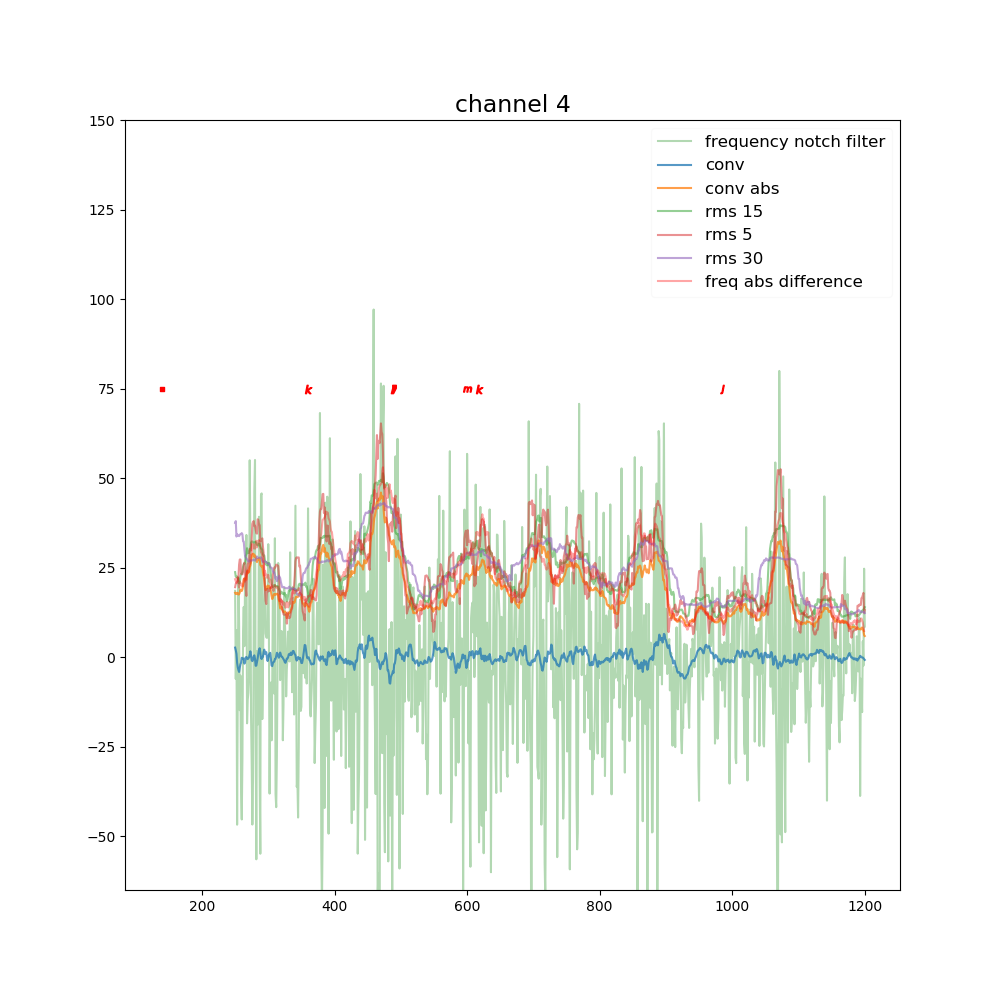 channel 4
150
125
100
75
50
25
0
−25
−50
frequency notch filter
conv
conv abs
rms 15
rms 5
rms 30
freq abs difference
k
m k
j
200 400 600 800 1000 1200